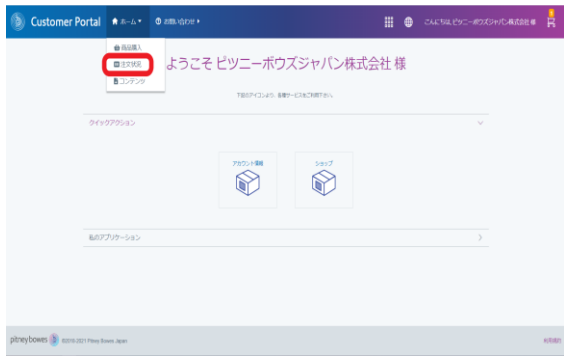 Customer Portal
ホーム
お問い合わせ
こんにちは, ピツニーボウズジャパン株式会社 様
商品購入
注文状況
コンテンツ
ようこそ ピツニーボウズジャパン株式会社 様
下記のアイコンより、各種サービスをご利用下さい。
クイックアクション
アカウント情報
ショップ
私のアプリケーション
pitney bowes
©2018-2021 Pitney Bowes Japan
利用規約